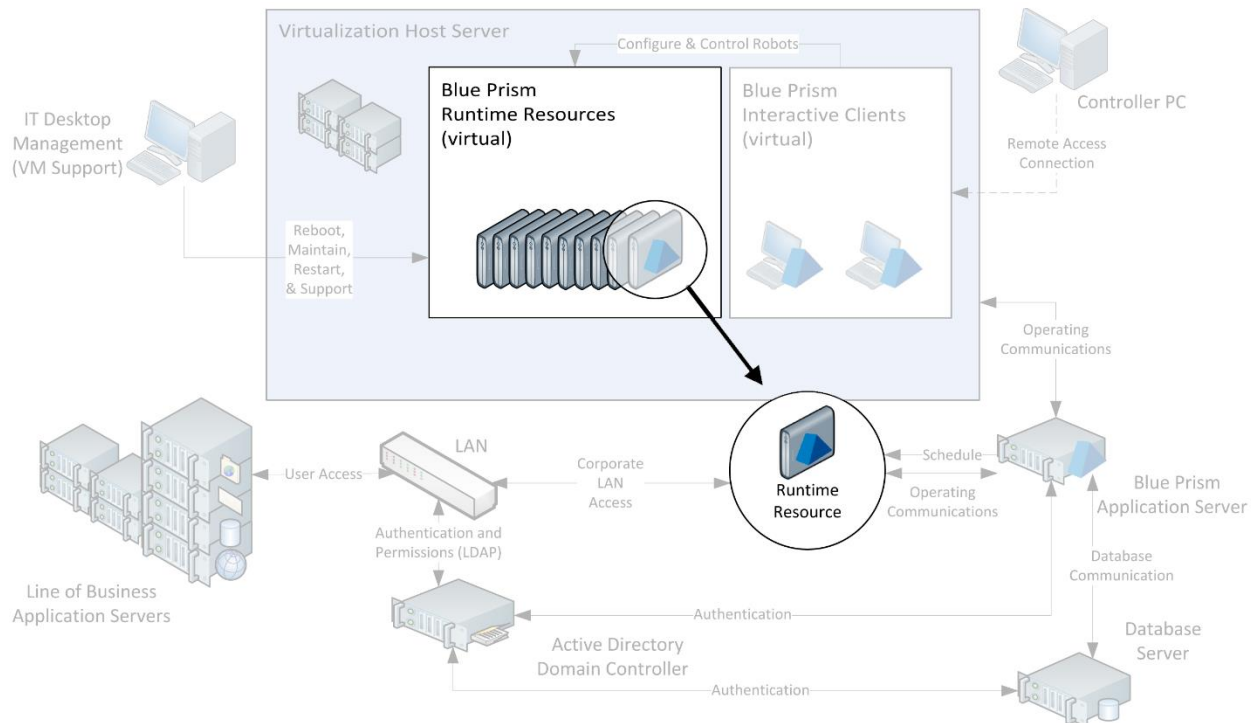 Virtualization Host Server
Configure & Control Robots
Blue Prism
Runtime Resources
(virtual)
Blue Prism
Interactive Clients
(virtual)
Controller PC
Remote Access
Connection
IT Desktop
Management
(VM Support)
Reboot,
Maintain,
Restart,
& Support
Operating
Communications
Line of Business
Application Servers
User Access
LAN
Corporate
LAN
Access
Runtime
Resource
Schedule
Operating
Communications
Blue Prism
Application Server
Authentication and
Permissions (LDAP)
Database
Communication
Authentication
Active Directory
Domain Controller
Database
Server
Authentication